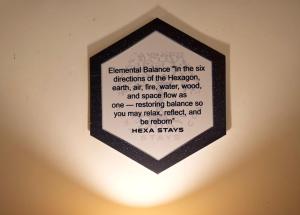 Elemental Balance "In the six
directions of the Hexagon,
earth, air, fire, water, wood,
and space flow as
one — restoring balance so
you may relax, reflect, and
be reborn"
HEXA STAYS